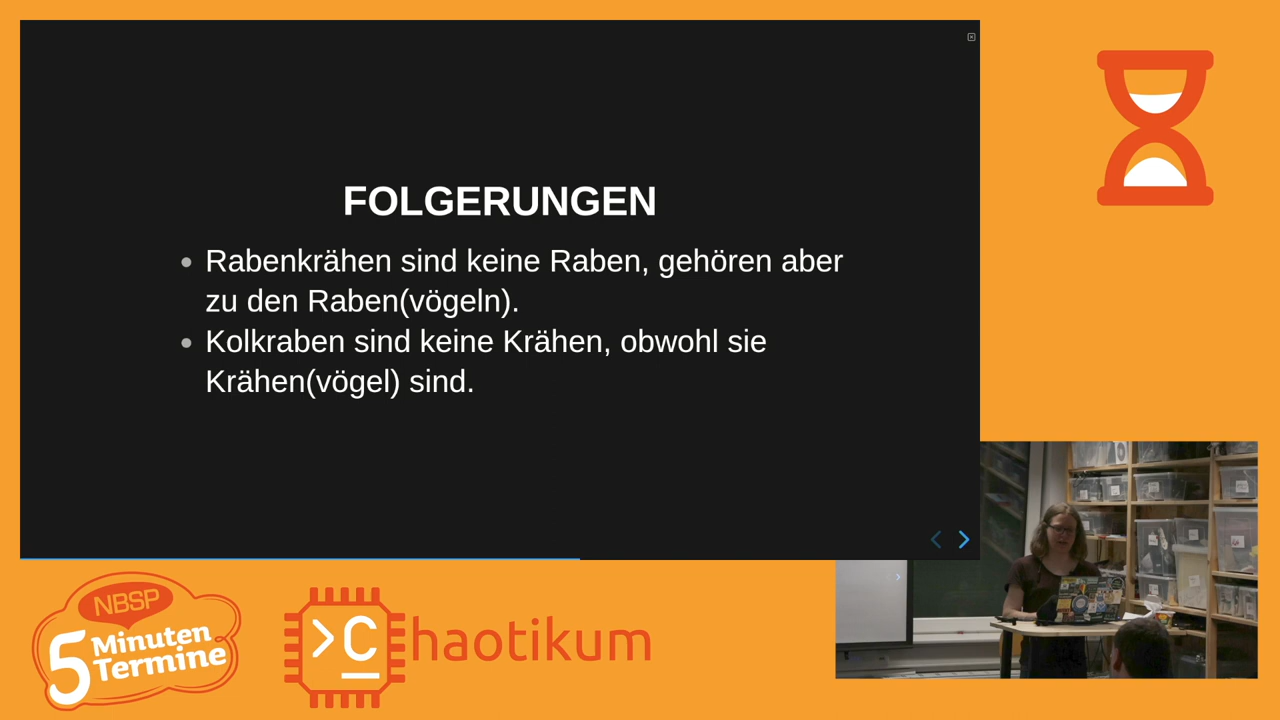 FOLGERUNGEN
Rabenkrähen sind keine Raben, gehören aber
zu den Raben(vögeln).
Kolkraben sind keine Krähen, obwohl sie
Krähen(vögel) sind.
NBSP
5 Minuten
Termine
>C haotikum